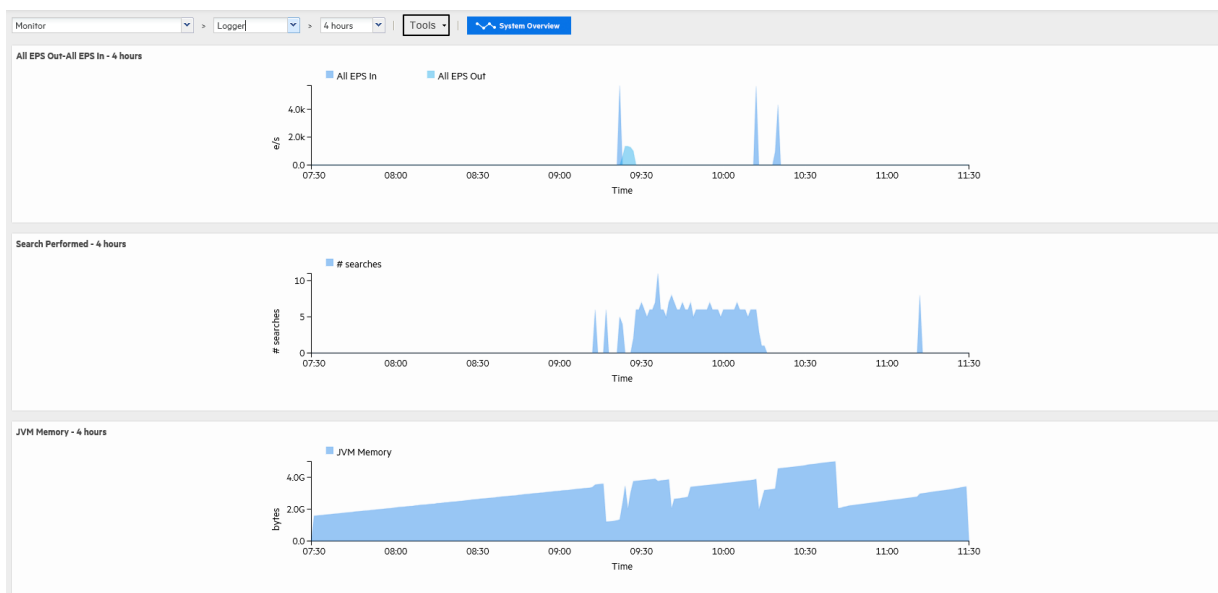 Monitor > Logger > 4 hours | Tools | System Overview
All EPS Out-All EPS In - 4 hours
All EPS In All EPS Out
4.0k
e/s
2.0k
0.0
07:30 08:00 08:30 09:00 09:30 10:00 10:30 11:00 11:30
Time
Search Performed - 4 hours
# searches
10
# searches
5
0
07:30 08:00 08:30 09:00 09:30 10:00 10:30 11:00 11:30
Time
JVM Memory - 4 hours
JVM Memory
4.0G
bytes
2.0G
0.0
07:30 08:00 08:30 09:00 09:30 10:00 10:30 11:00 11:30
Time